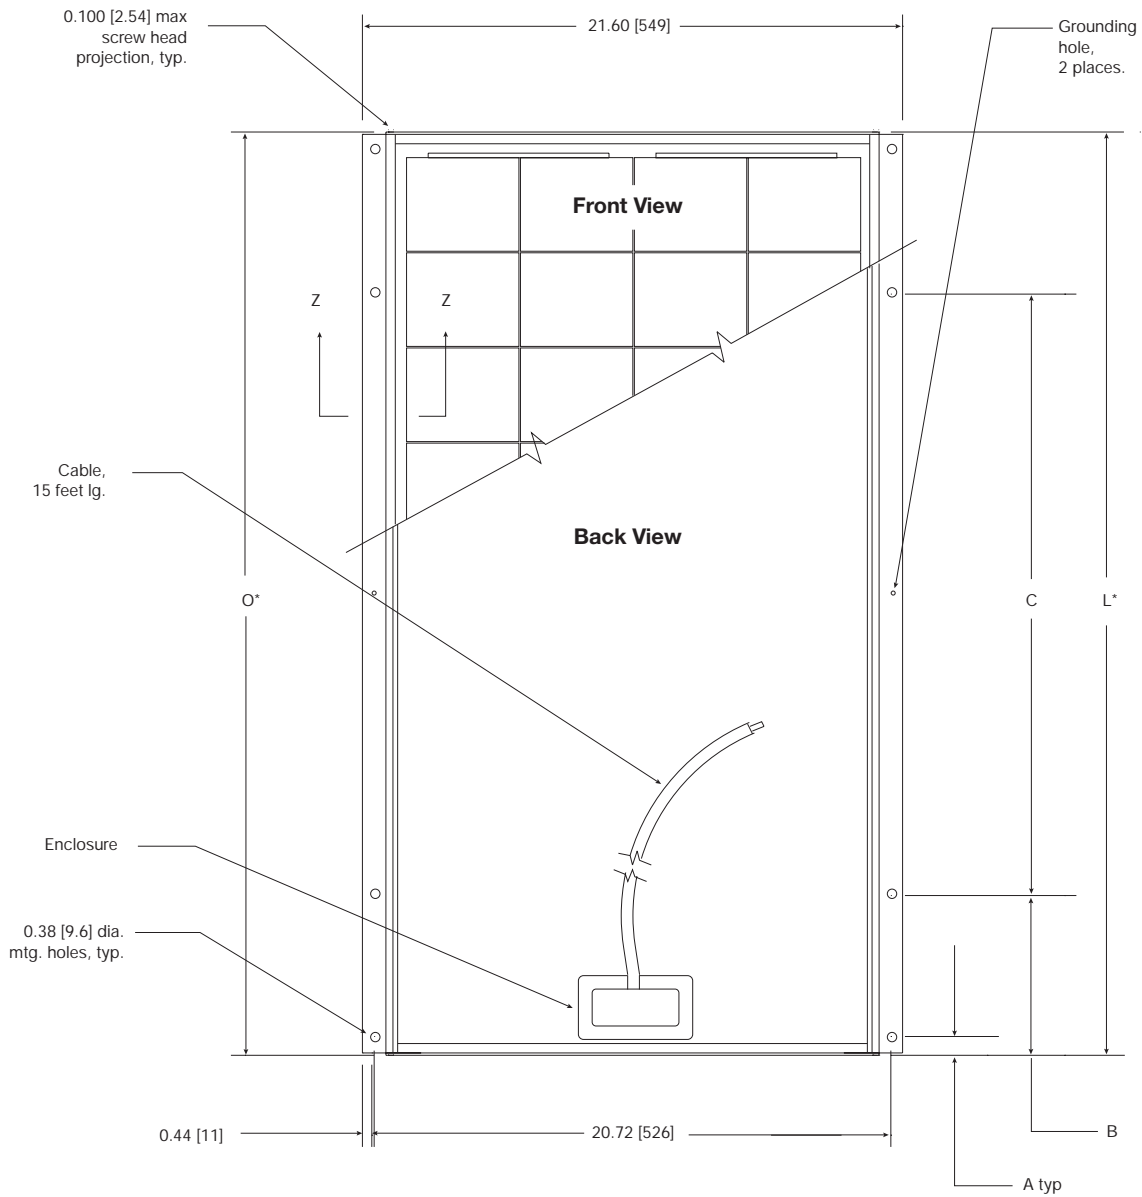 0.100 [2.54] max
screw head
projection, typ.
21.60 [549]
Grounding
hole,
2 places.
Front View
Z
Z
Cable,
15 feet lg.
Back View
O*
C
L*
Enclosure
0.38 [9.6] dia.
mtg. holes, typ.
0.44 [11]
20.72 [526]
B
A typ